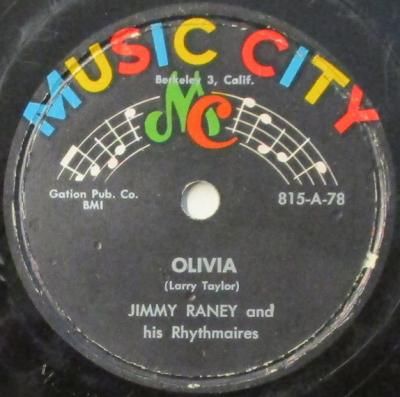 MUSIC CITY
Berkeley 3, Calif.
MC
Gation Pub. Co.
BMI
815-A-78
OLIVIA
(Larry Taylor)
JIMMY RANEY and
his Rhythmaires